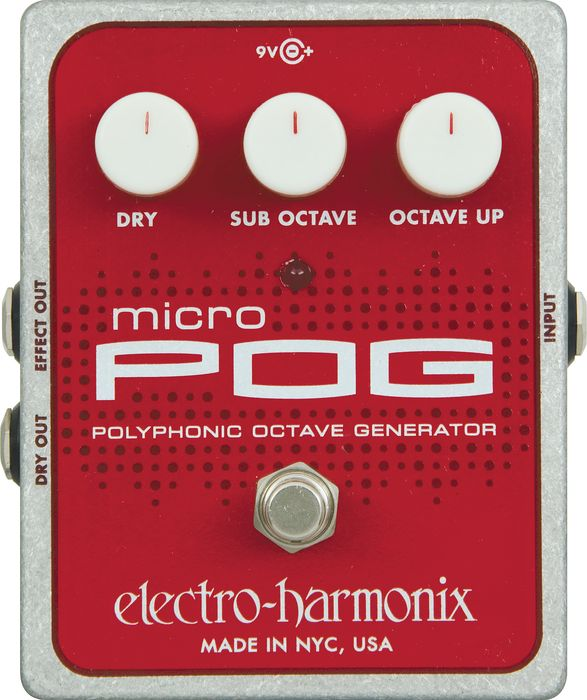 9V +
DRY
SUB OCTAVE
OCTAVE UP
EFFECT OUT
INPUT
micro
POG
POLYPHONIC OCTAVE GENERATOR
DRY OUT
electro-harmonix
MADE IN NYC, USA